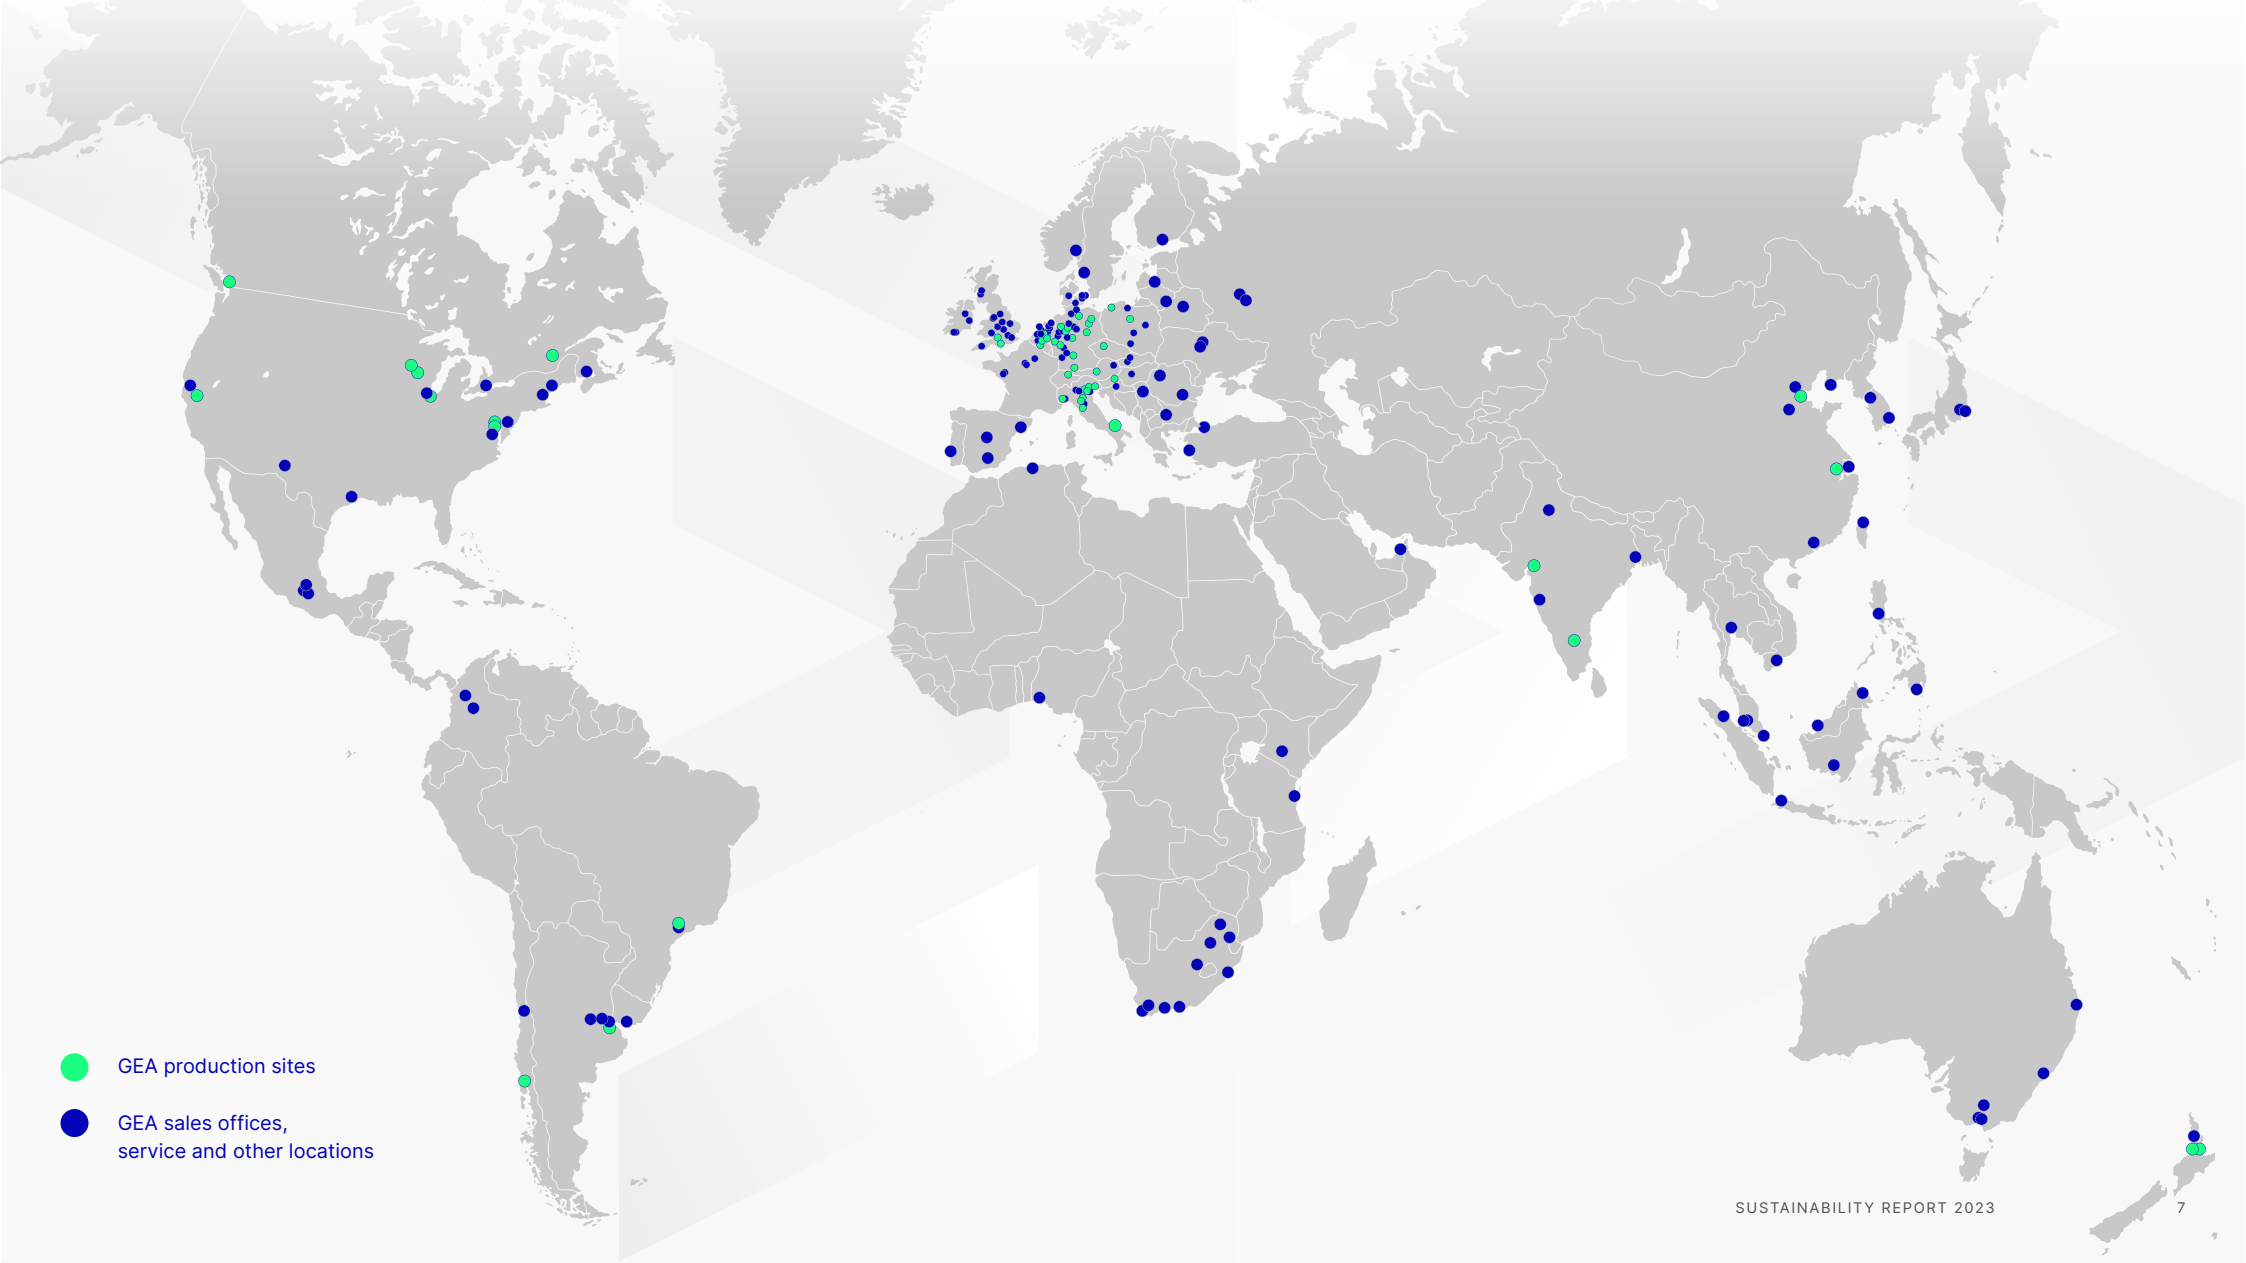 GEA production sites
GEA sales offices,
service and other locations
SUSTAINABILITY REPORT 2023
7